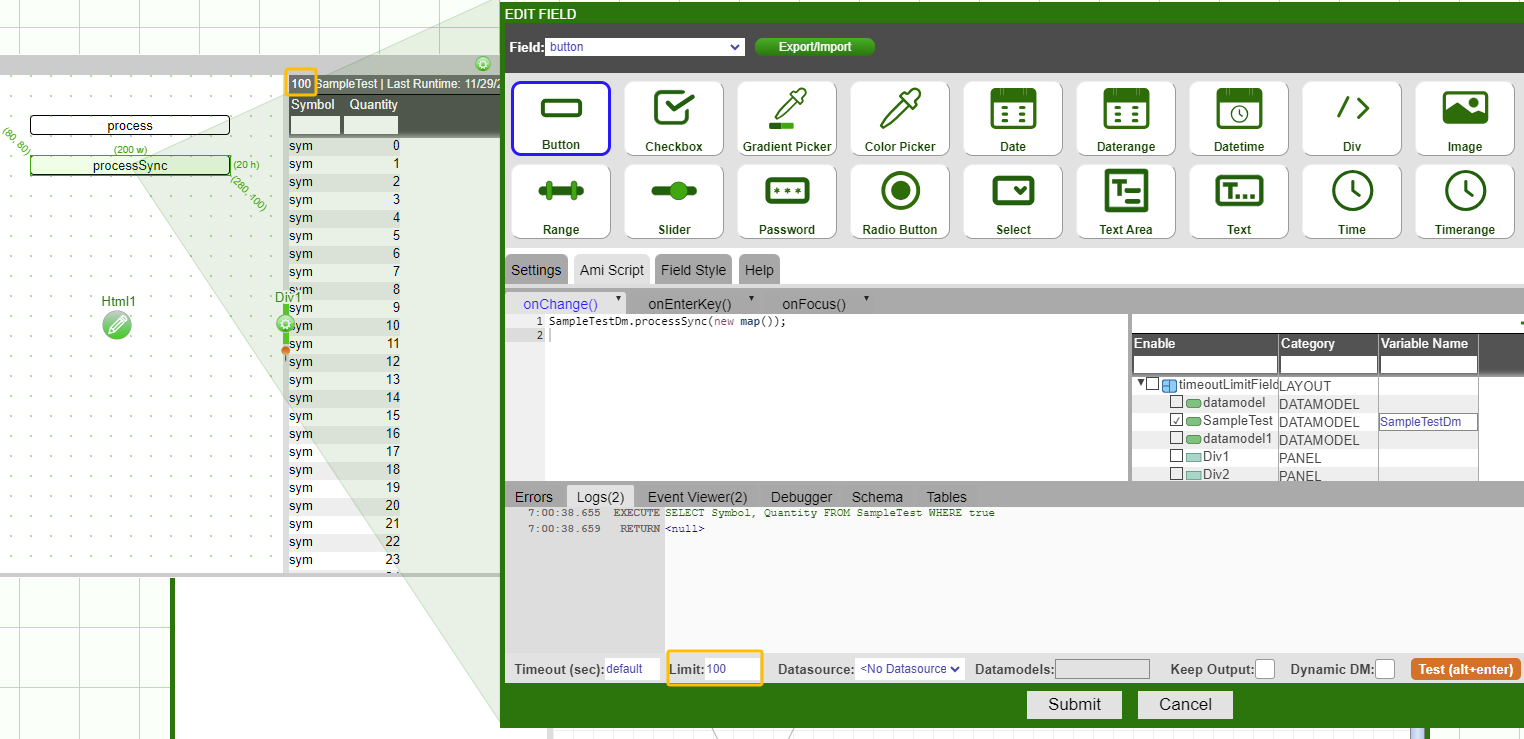 EDIT FIELD
Field: button Export/Import
Button Checkbox Gradient Picker Color Picker Date Daterange Datetime Div Image
Range Slider Password Radio Button Select Text Area Text Time Timerange
Settings Ami Script Field Style Help
onChange() onEnterKey() onFocus()
1 SampleTestDm.processSync(new map());
2
Enable Category Variable Name
timeoutLimitField LAYOUT
datamodel DATAMODEL
SampleTest DATAMODEL SampleTestDm
datamodel1 DATAMODEL
Div1 PANEL
Div2 PANEL
Errors Logs(2) Event Viewer(2) Debugger Schema Tables
7:00:38.655 EXECUTE SELECT Symbol, Quantity FROM SampleTest WHERE true
7:00:38.659 RETURN <null>
Timeout (sec): default Limit: 100 Datasource: <No Datasource Datamodels: Keep Output: Dynamic DM: Test (alt+enter)
Submit Cancel
100 SampleTest | Last Runtime: 11/29/2
Symbol Quantity
sym 0
sym 1
sym 2
sym 3
sym 4
sym 5
sym 6
sym 7
sym 8
sym 9
sym 10
sym 11
sym 12
sym 13
sym 14
sym 15
sym 16
sym 17
sym 18
sym 19
sym 20
sym 21
sym 22
sym 23
process
(80, 80)
(200 w)
processSync
(20 h)
(280, 100)
Html1
Div1